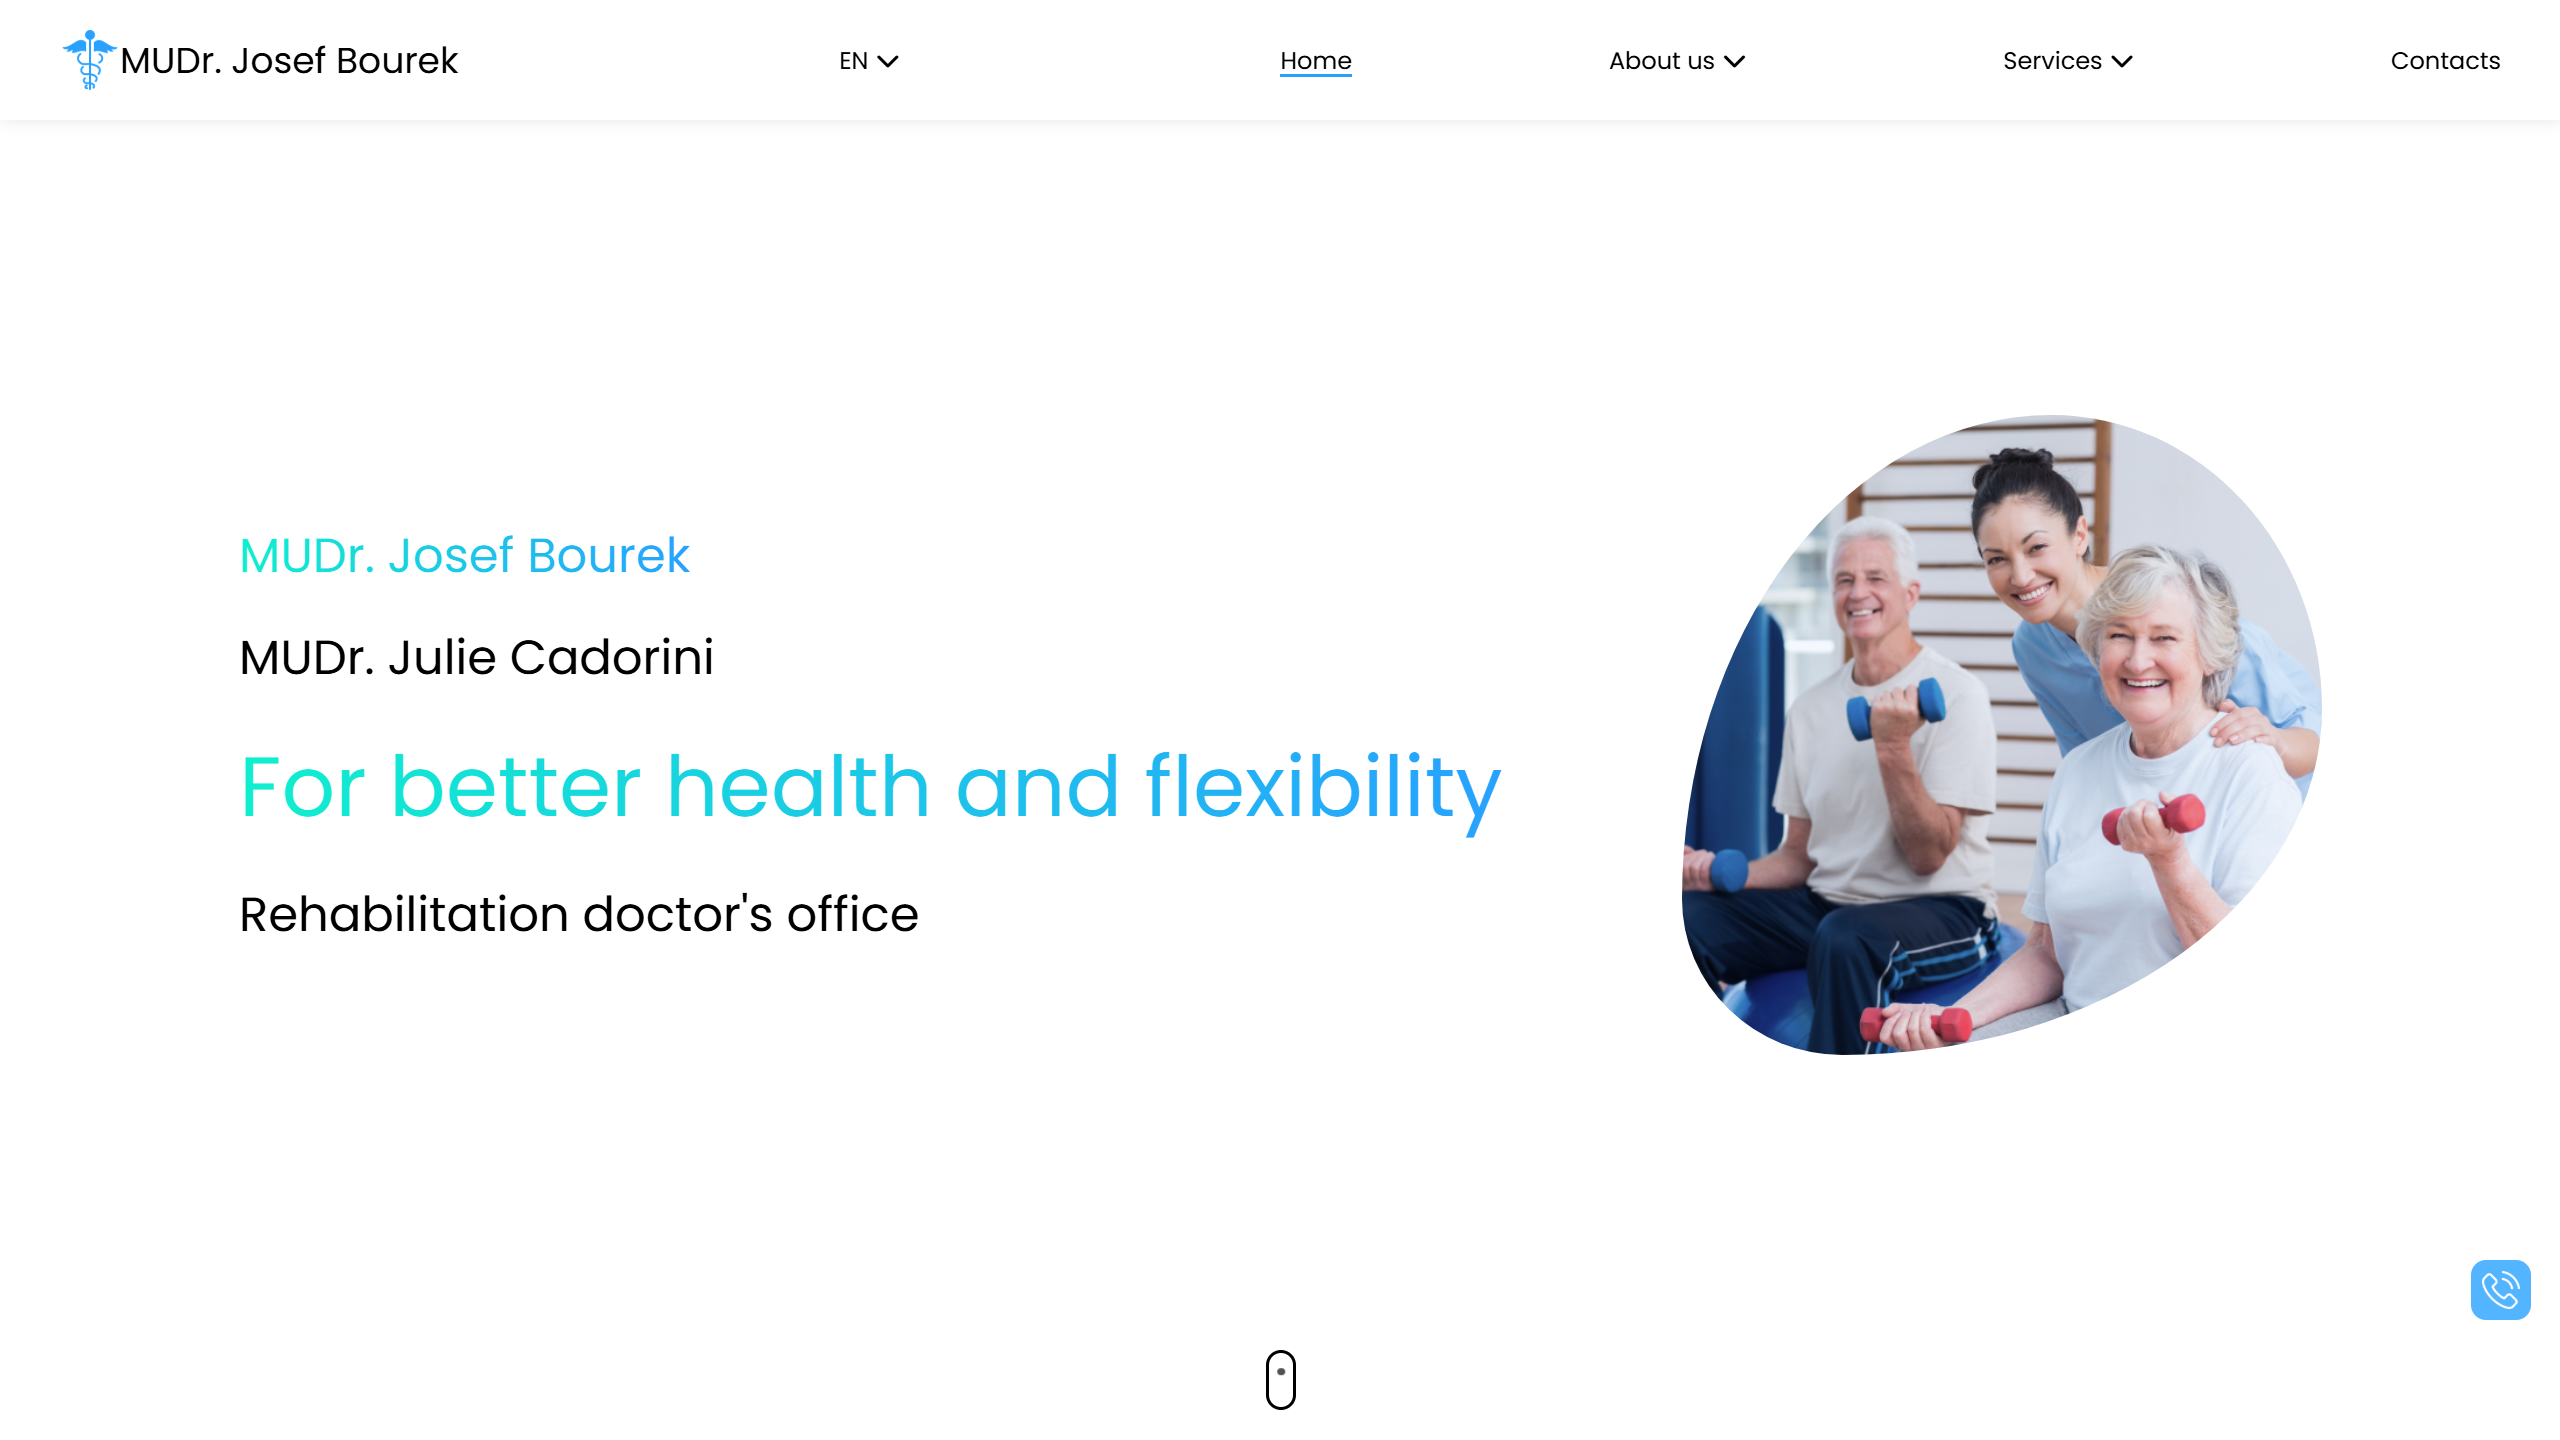 MUDr. Josef Bourek
EN
Home
About us
Services
Contacts
MUDr. Josef Bourek
MUDr. Julie Cadorini
For better health and flexibility
Rehabilitation doctor's office